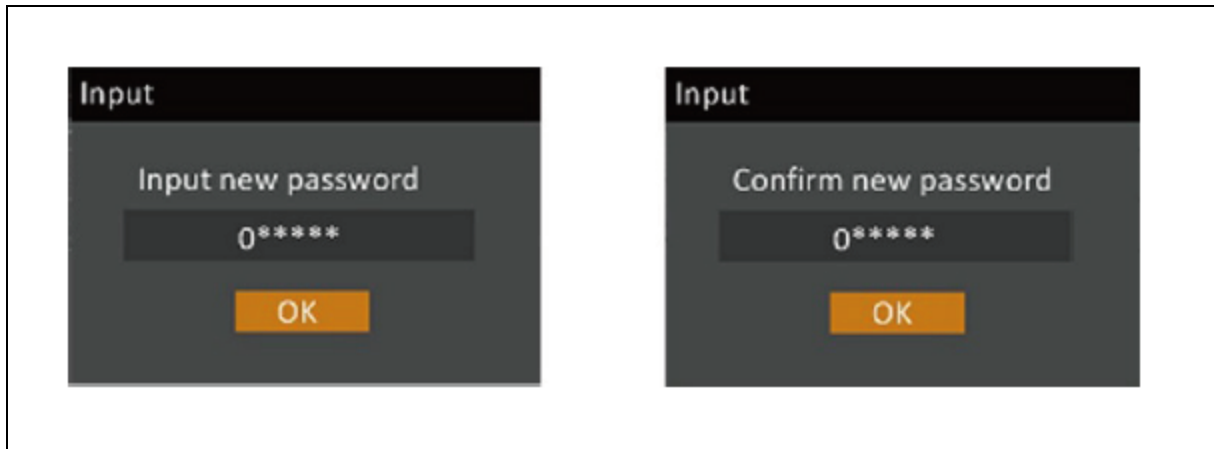 Input
Input new password
0*****
OK
Input
Confirm new password
0*****
OK